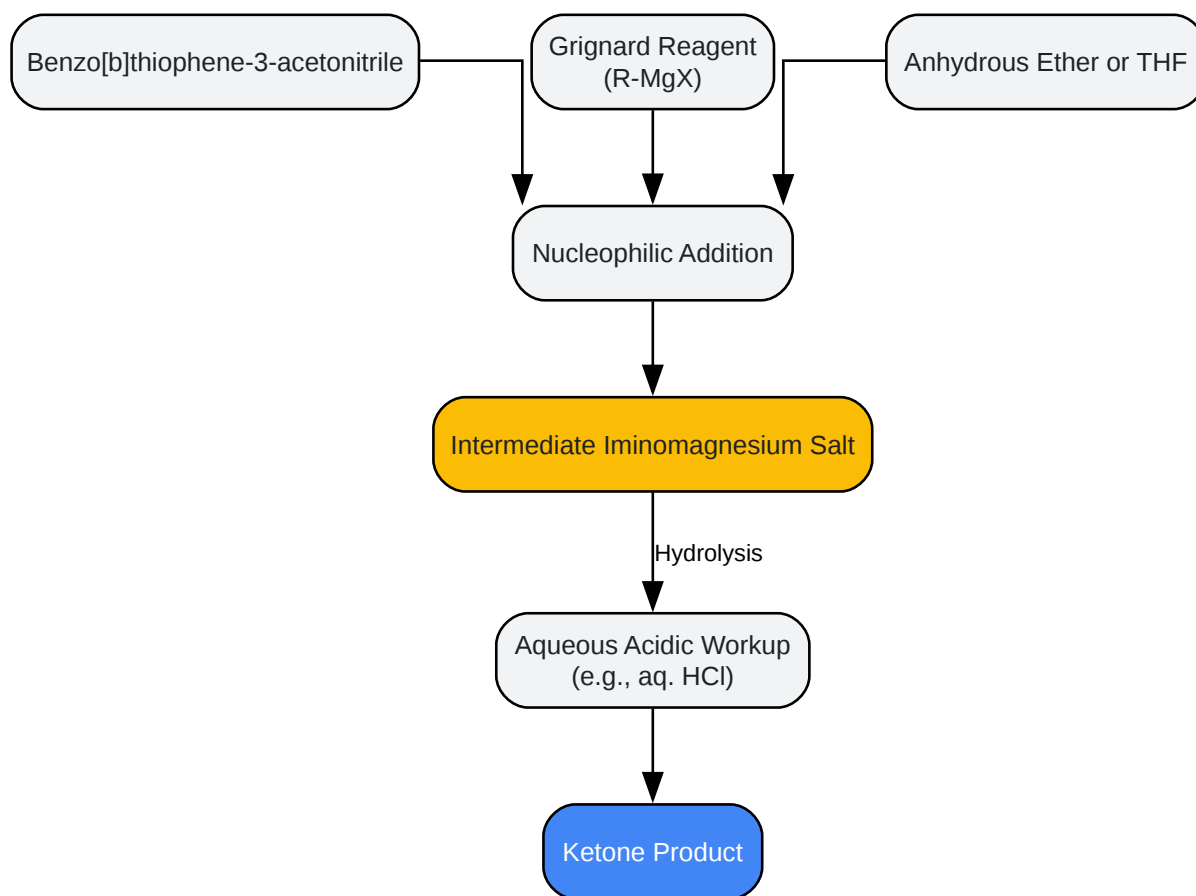 Benzo[b]thiophene-3-acetonitrile
Grignard Reagent
(R-MgX)
Anhydrous Ether or THF
Nucleophilic Addition
Intermediate Iminomagnesium Salt
Hydrolysis
Aqueous Acidic Workup
(e.g., aq. HCl)
Ketone Product